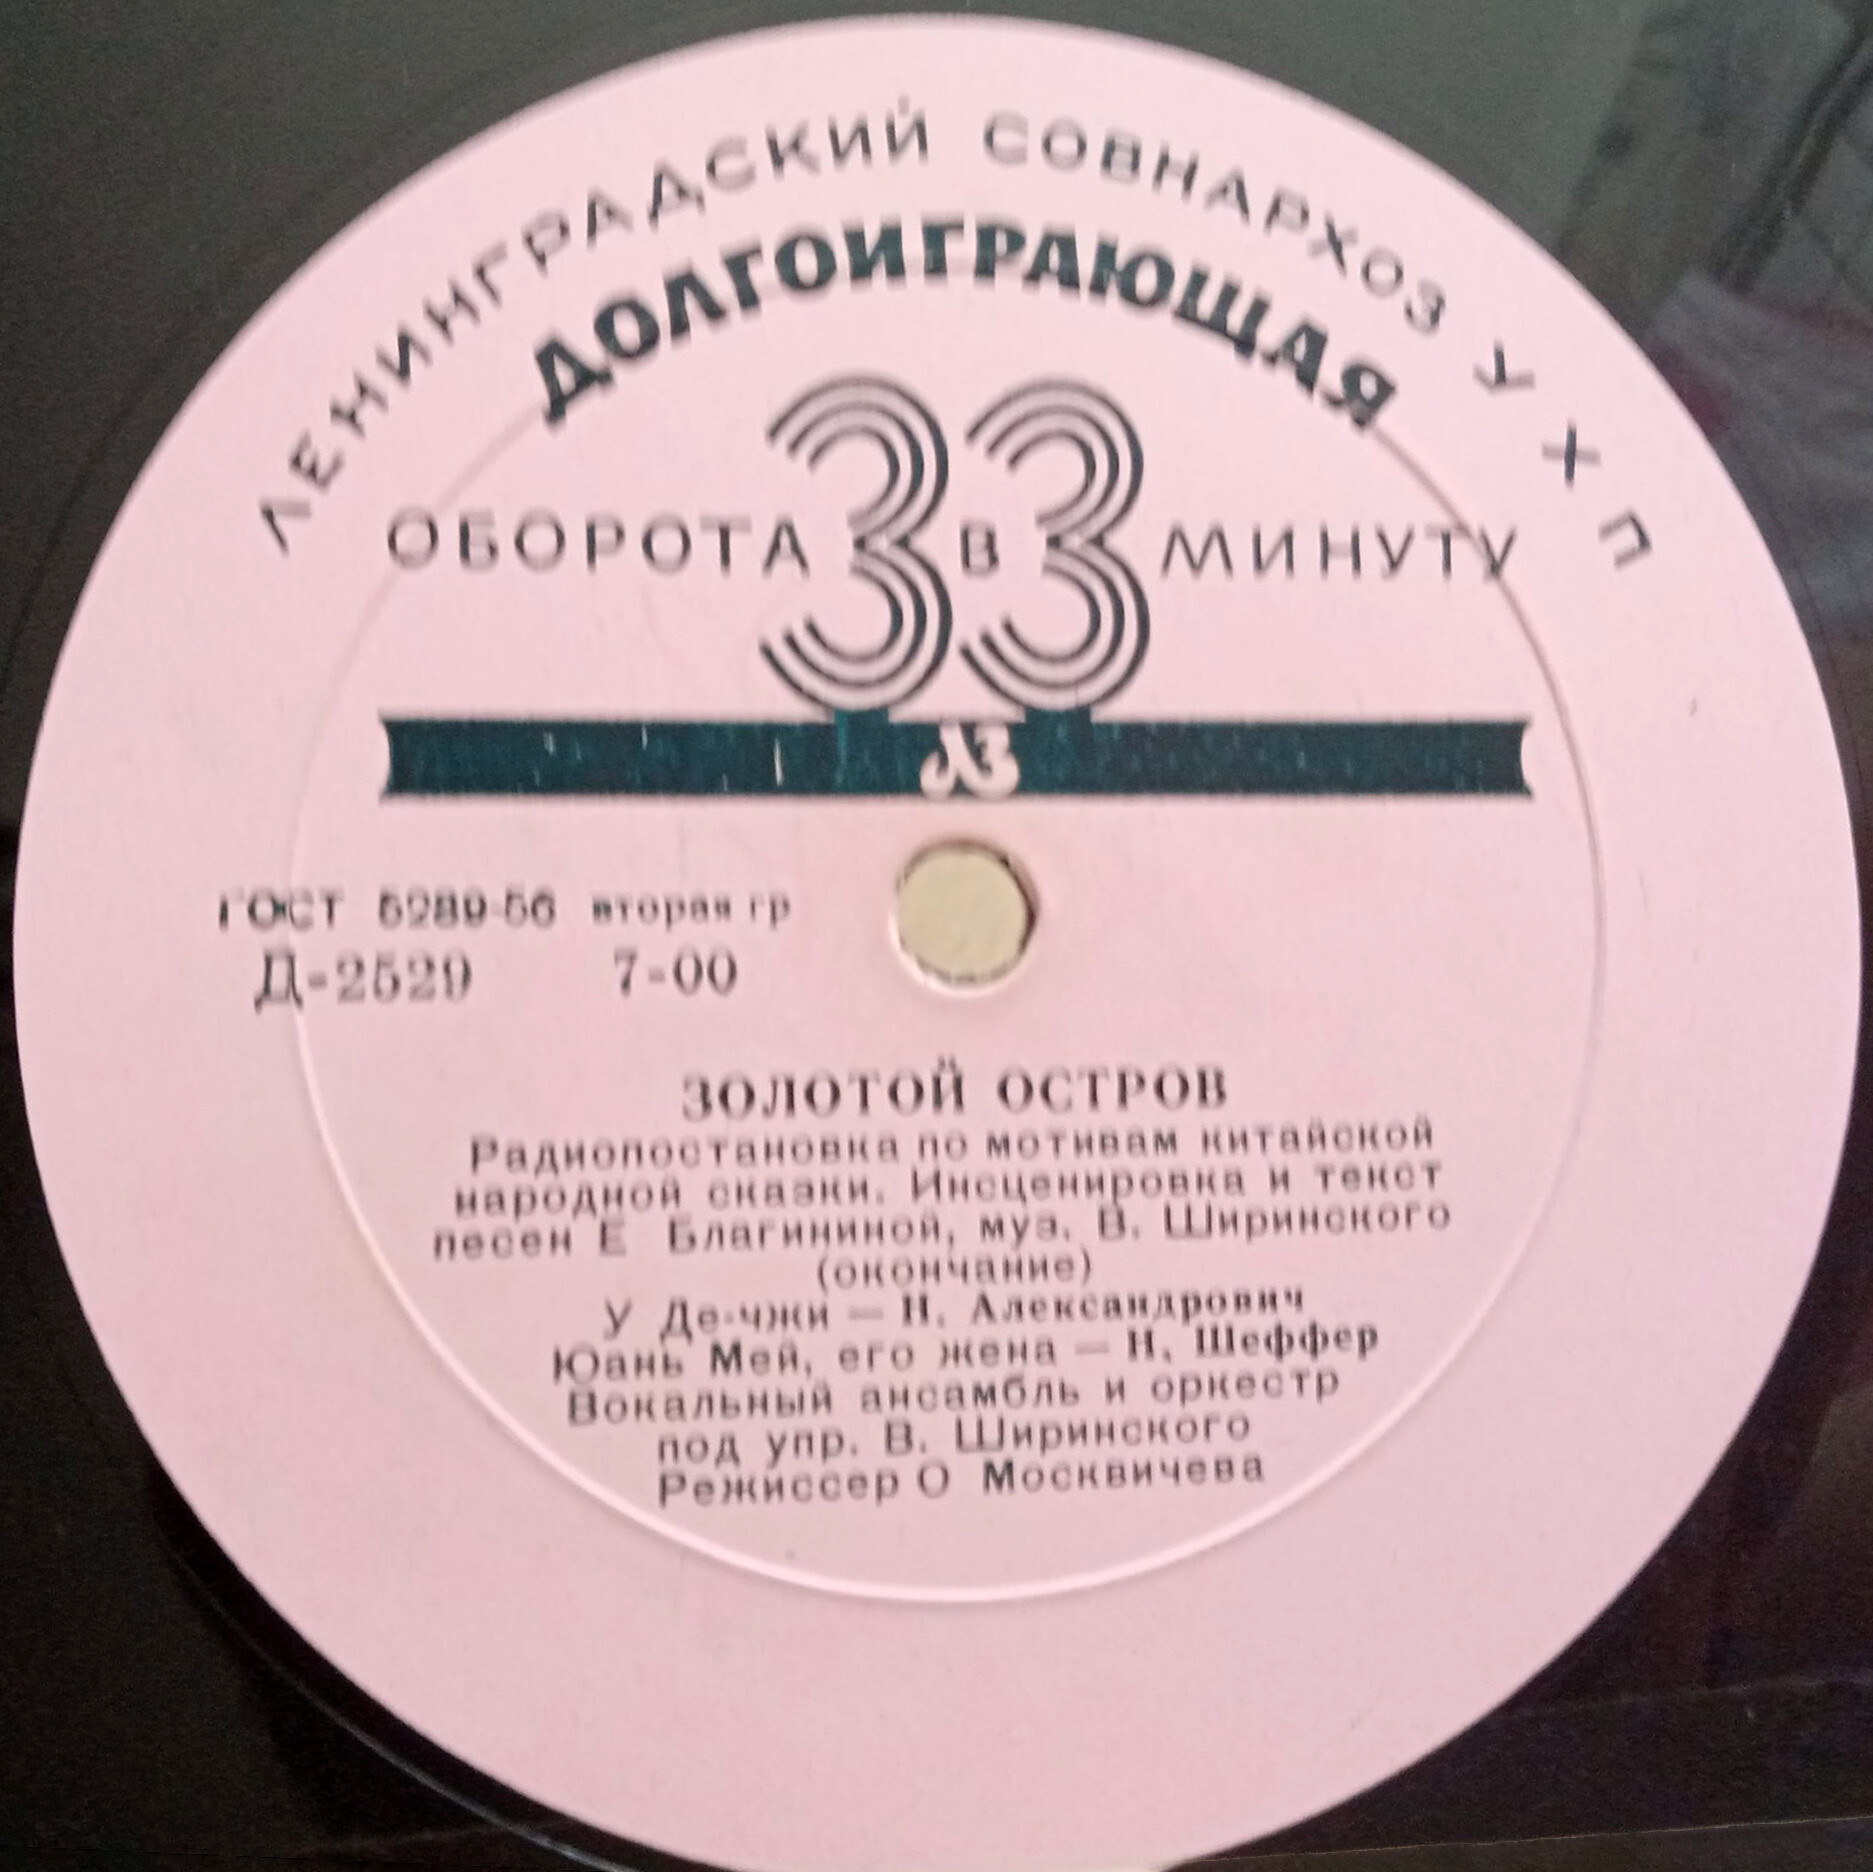 ЛЕНИНГРАДСКИЙ СОВНАРХОЗ УХП
ДОЛГОИГРАЮЩАЯ
33
ОБОРОТА В МИНУТУ
ЛЗ
ГОСТ 5289-56 вторая гр
Д-2529 7-00
ЗОЛОТОЙ ОСТРОВ
Радиопостановка по мотивам китайской
народной сказки. Инсценировка и текст
песен Е Благининой, муз. В. Ширинского
(окончание)
У Де-чжи — Н. Александрович
Юань Мей, его жена — Н. Шеффер
Вокальный ансамбль и оркестр
под упр. В. Ширинского
Режиссер О Москвичева